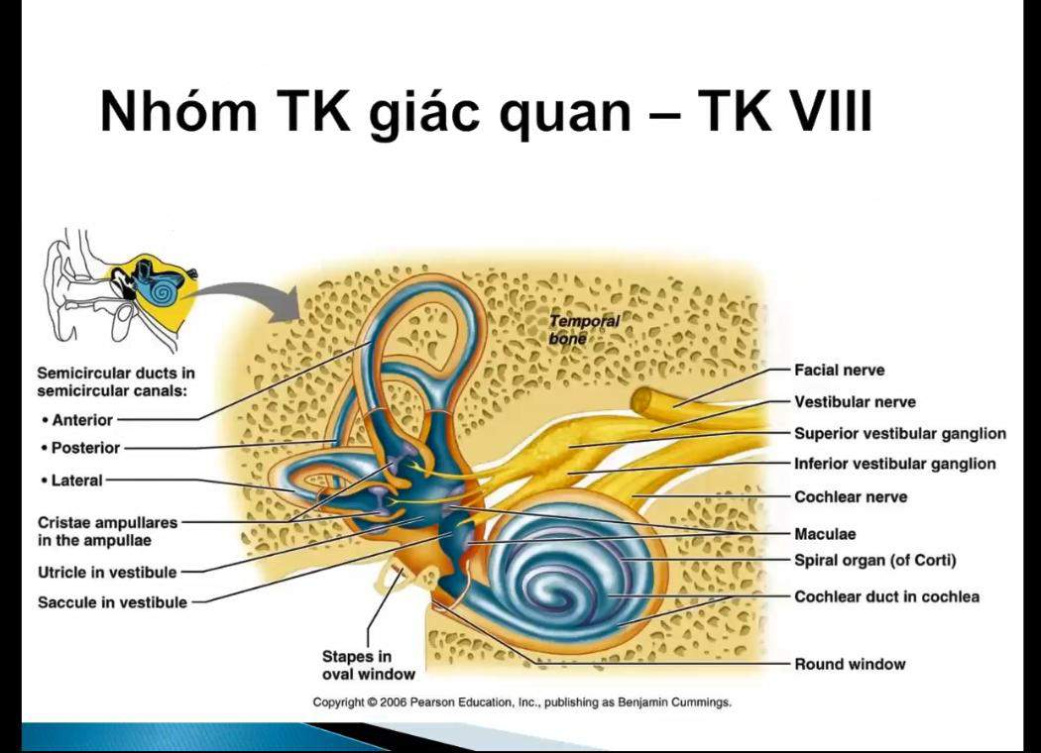 Nhóm TK giác quan – TK VIII
Temporal
bone
Semicircular ducts in
semicircular canals:
• Anterior
• Posterior
• Lateral
Cristae ampullares
in the ampullae
Utricle in vestibule
Saccule in vestibule
Stapes in
oval window
Facial nerve
Vestibular nerve
Superior vestibular ganglion
Inferior vestibular ganglion
Cochlear nerve
Maculae
Spiral organ (of Corti)
Cochlear duct in cochlea
Round window
Copyright © 2006 Pearson Education, Inc., publishing as Benjamin Cummings.